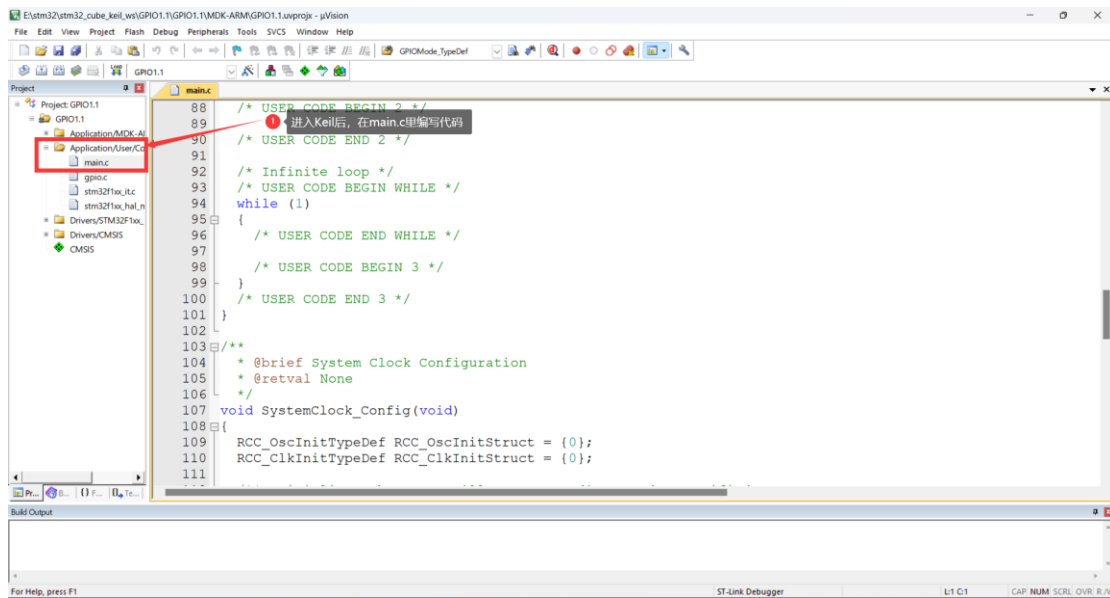 E:\stm32\stm32_cube_keil_ws\GPIO1.1\GPIO1.1\MDK-ARM\GPIO1.1.uvprojx - µVision
File Edit View Project Flash Debug Peripherals Tools SVCS Window Help
GPIOMode_TypeDef
LOAD GPIO1.1
Project
main.c
Project: GPIO1.1
GPIO1.1
Application/MDK-AI
Application/User/Co
main.c
gpio.c
stm32f1xx_it.c
stm32f1xx_hal_n
Drivers/STM32F1xx_
Drivers/CMSIS
CMSIS
88 /* USER CODE BEGIN 2 */
89
1 进入Keil后，在main.c里编写代码
90 /* USER CODE END 2 */
91
92 /* Infinite loop */
93 /* USER CODE BEGIN WHILE */
94 while (1)
95 {
96 /* USER CODE END WHILE */
97
98 /* USER CODE BEGIN 3 */
99 }
100 /* USER CODE END 3 */
101 }
102
103 /**
104 * @brief System Clock Configuration
105 * @retval None
106 */
107 void SystemClock_Config(void)
108 {
109 RCC_OscInitTypeDef RCC_OscInitStruct = {0};
110 RCC_ClkInitTypeDef RCC_ClkInitStruct = {0};
111
Pr... B... {} F... Te...
Build Output
For Help, press F1 ST-Link Debugger L:1 C:1 CAP NUM SCRL OVR R